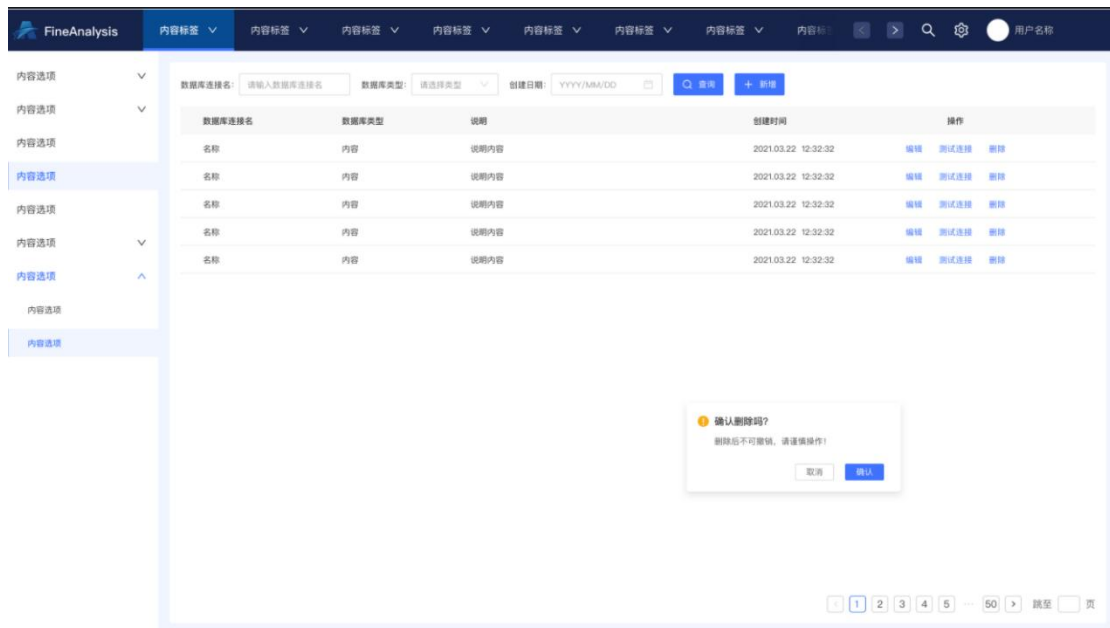 FineAnalysis 内容标签 内容标签 内容标签 内容标签 内容标签 内容标签 内容标签 内容标 < > 用户名称
内容选项
内容选项
内容选项
内容选项
内容选项
内容选项
内容选项
内容选项
内容选项
数据库连接名: 请输入数据库连接名 数据库类型: 请选择类型 创建日期: YYYY/MM/DD 查询 + 新增
数据库连接名 数据库类型 说明 创建时间 操作
名称 内容 说明内容 2021.03.22 12:32:32 编辑 测试连接 删除
名称 内容 说明内容 2021.03.22 12:32:32 编辑 测试连接 删除
名称 内容 说明内容 2021.03.22 12:32:32 编辑 测试连接 删除
名称 内容 说明内容 2021.03.22 12:32:32 编辑 测试连接 删除
名称 内容 说明内容 2021.03.22 12:32:32 编辑 测试连接 删除
确认删除吗?
删除后不可撤销,请谨慎操作!
取消 确认
< 1 2 3 4 5 ··· 50 > 跳至 页